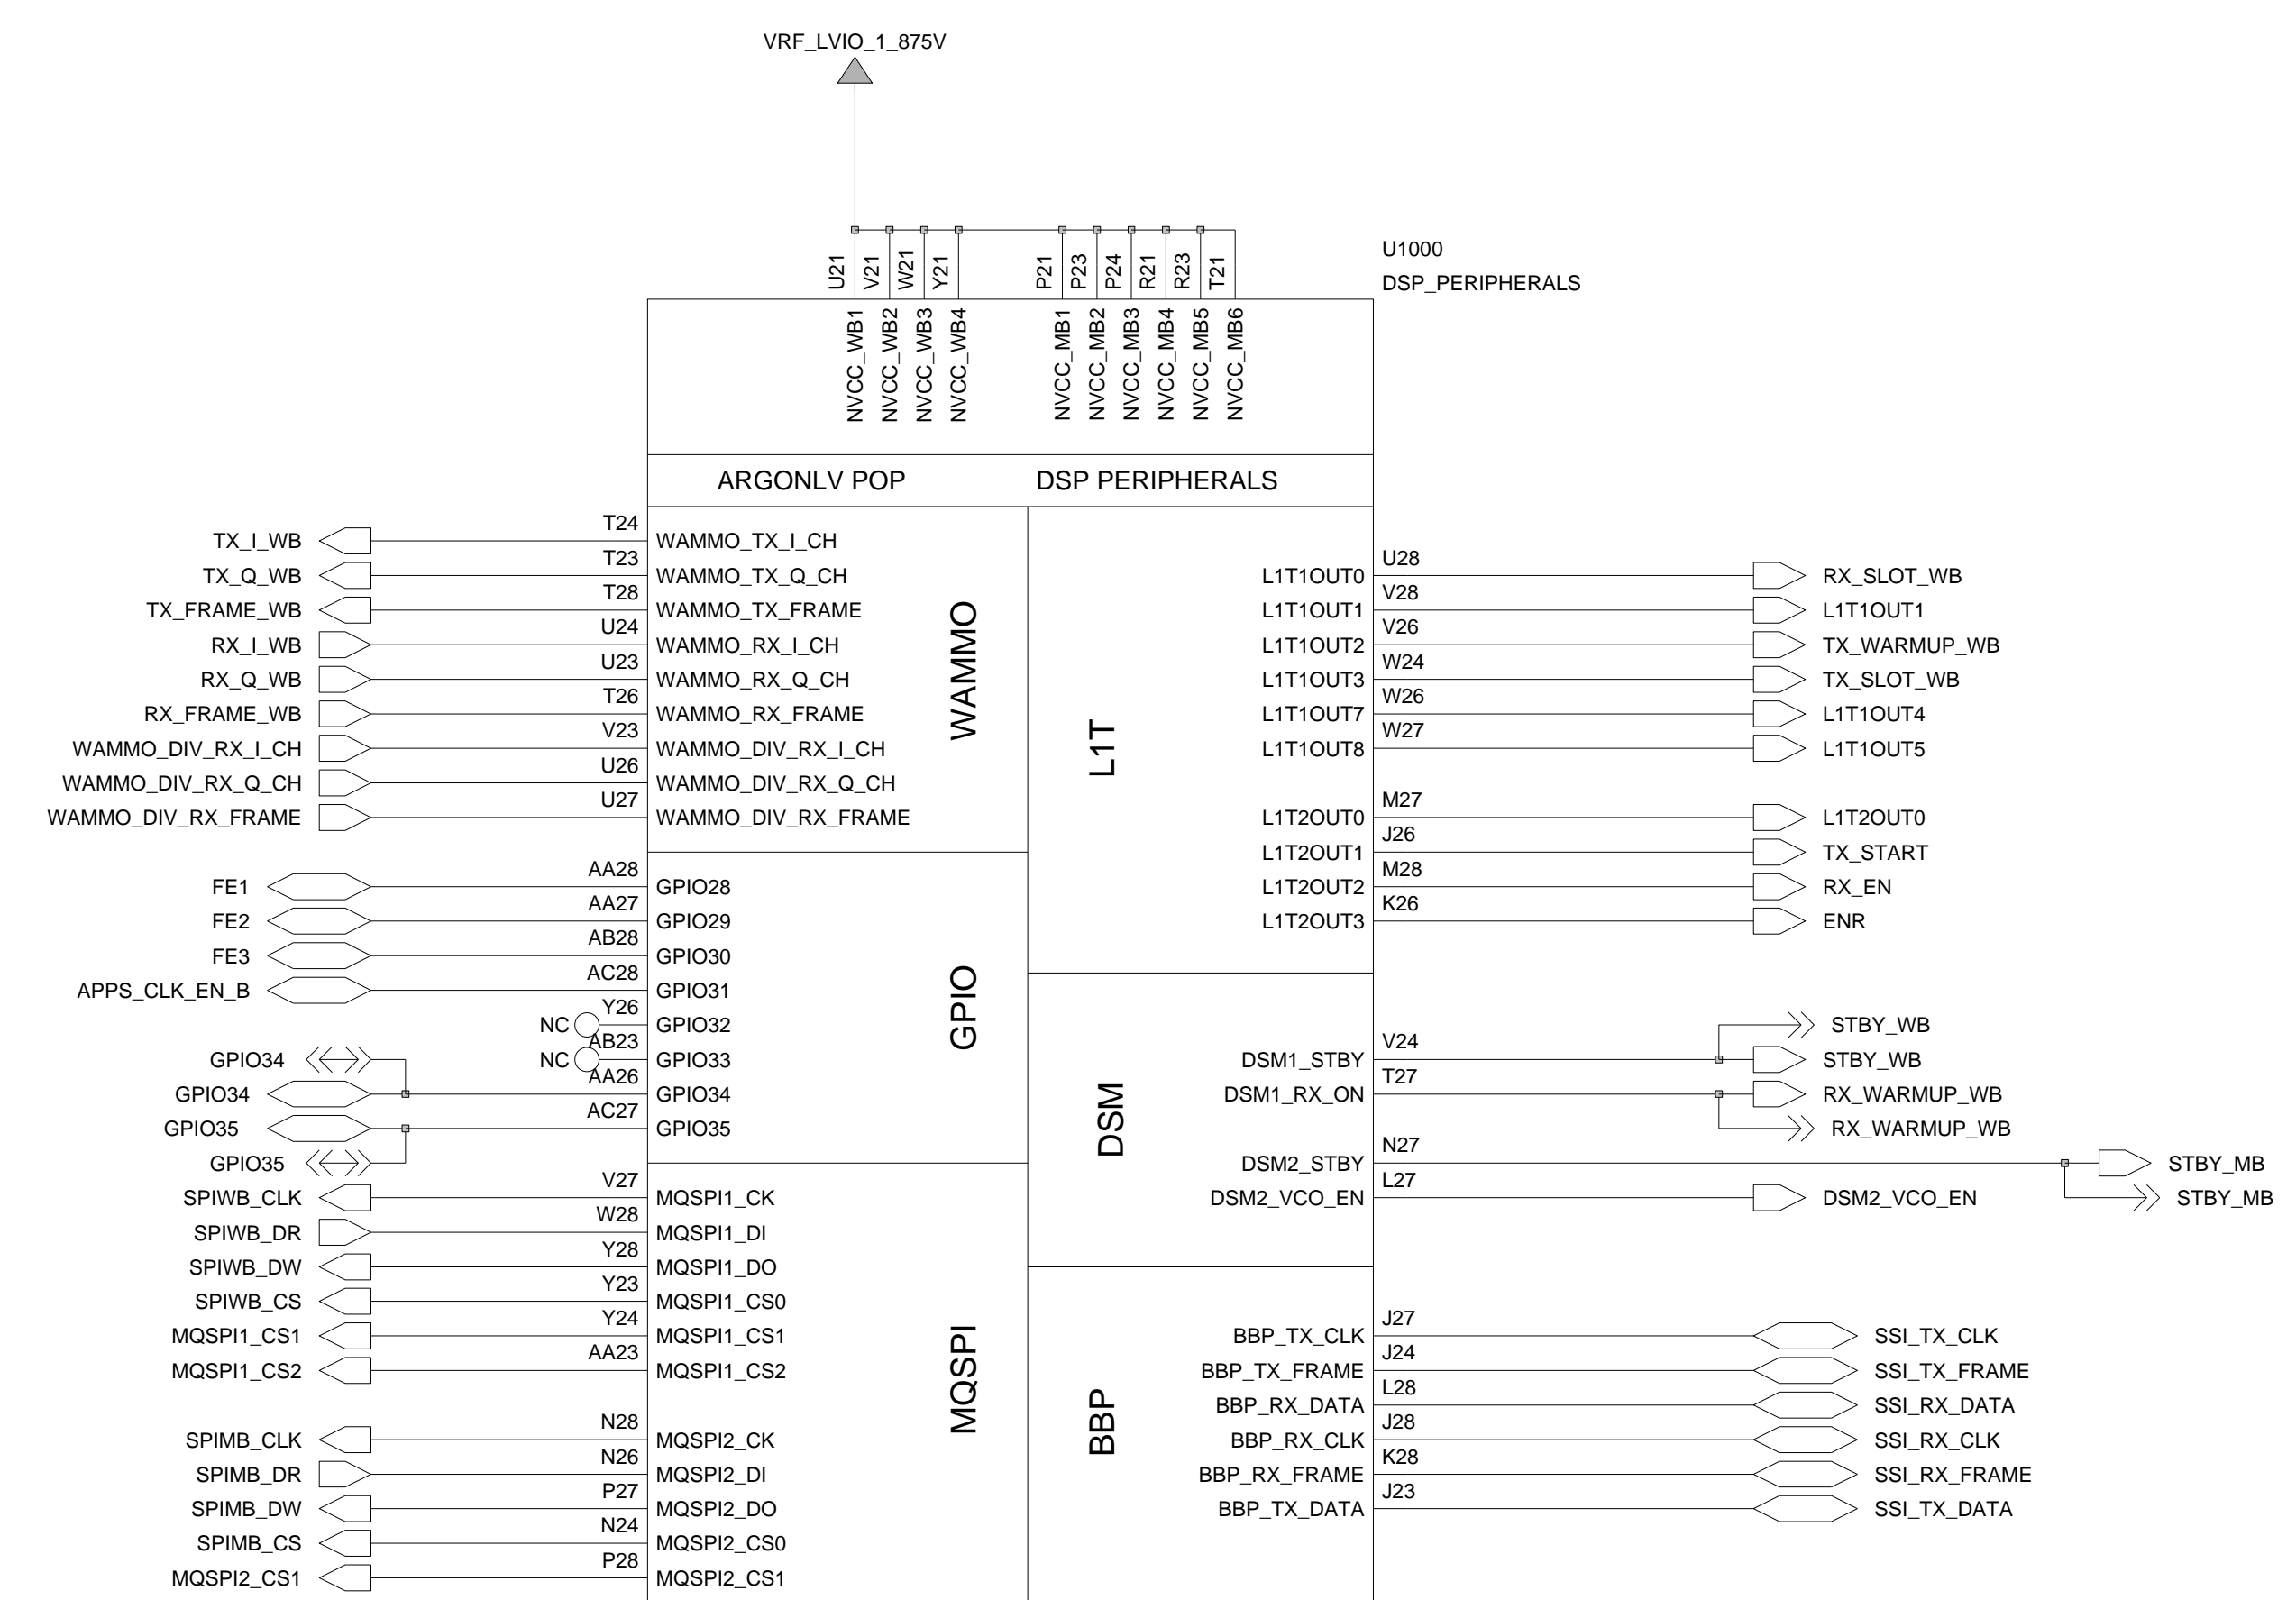 VRF_LVIO_1_875V
U1000
DSP_PERIPHERALS
U21 V21 W21 Y21 P21 P23 P24 R21 R23 T21
NVCC_WB1 NVCC_WB2 NVCC_WB3 NVCC_WB4 NVCC_MB1 NVCC_MB2 NVCC_MB3 NVCC_MB4 NVCC_MB5 NVCC_MB6
ARGONLV POP DSP PERIPHERALS
WAMMO
TX_I_WB T24 WAMMO_TX_I_CH
TX_Q_WB T23 WAMMO_TX_Q_CH
TX_FRAME_WB T28 WAMMO_TX_FRAME
RX_I_WB U24 WAMMO_RX_I_CH
RX_Q_WB U23 WAMMO_RX_Q_CH
RX_FRAME_WB T26 WAMMO_RX_FRAME
WAMMO_DIV_RX_I_CH V23 WAMMO_DIV_RX_I_CH
WAMMO_DIV_RX_Q_CH U26 WAMMO_DIV_RX_Q_CH
WAMMO_DIV_RX_FRAME U27 WAMMO_DIV_RX_FRAME
GPIO
FE1 AA28 GPIO28
FE2 AA27 GPIO29
FE3 AB28 GPIO30
APPS_CLK_EN_B AC28 GPIO31
NC Y26 GPIO32
NC AB23 GPIO33
GPIO34
GPIO34 AA26 GPIO34
GPIO35 AC27 GPIO35
GPIO35
MQSPI
SPIWB_CLK V27 MQSPI1_CK
SPIWB_DR W28 MQSPI1_DI
SPIWB_DW Y28 MQSPI1_DO
SPIWB_CS Y23 MQSPI1_CS0
MQSPI1_CS1 Y24 MQSPI1_CS1
MQSPI1_CS2 AA23 MQSPI1_CS2
SPIMB_CLK N28 MQSPI2_CK
SPIMB_DR N26 MQSPI2_DI
SPIMB_DW P27 MQSPI2_DO
SPIMB_CS N24 MQSPI2_CS0
MQSPI2_CS1 P28 MQSPI2_CS1
L1T
L1T1OUT0 U28 RX_SLOT_WB
L1T1OUT1 V28 L1T1OUT1
L1T1OUT2 V26 TX_WARMUP_WB
L1T1OUT3 W24 TX_SLOT_WB
L1T1OUT7 W26 L1T1OUT4
L1T1OUT8 W27 L1T1OUT5
L1T2OUT0 M27 L1T2OUT0
L1T2OUT1 J26 TX_START
L1T2OUT2 M28 RX_EN
L1T2OUT3 K26 ENR
DSM
STBY_WB
DSM1_STBY V24 STBY_WB
DSM1_RX_ON T27 RX_WARMUP_WB
RX_WARMUP_WB
DSM2_STBY N27 STBY_MB
DSM2_VCO_EN L27 DSM2_VCO_EN STBY_MB
BBP
BBP_TX_CLK J27 SSI_TX_CLK
BBP_TX_FRAME J24 SSI_TX_FRAME
BBP_RX_DATA L28 SSI_RX_DATA
BBP_RX_CLK J28 SSI_RX_CLK
BBP_RX_FRAME K28 SSI_RX_FRAME
BBP_TX_DATA J23 SSI_TX_DATA